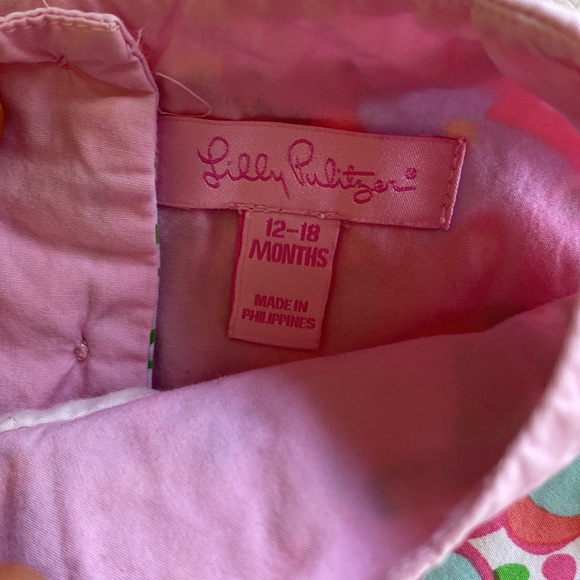 Lilly Pulitzer®
12-18
MONTHS
MADE IN
PHILIPPINES